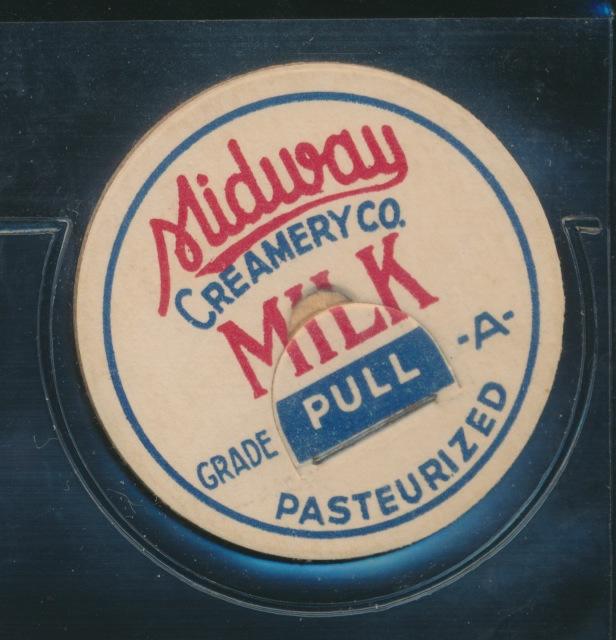 Midway
CREAMERY CO.
MILK
PULL
GRADE -A-
PASTEURIZED